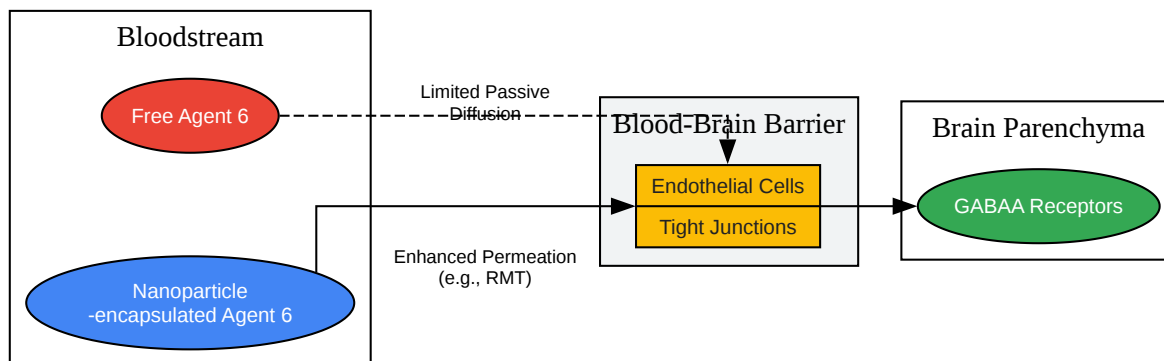 Bloodstream
Free Agent 6
Limited Passive
Diffusion
Blood-Brain Barrier
Brain Parenchyma
Endothelial Cells
Tight Junctions
GABAA Receptors
Enhanced Permeation
(e.g., RMT)
Nanoparticle
-encapsulated Agent 6